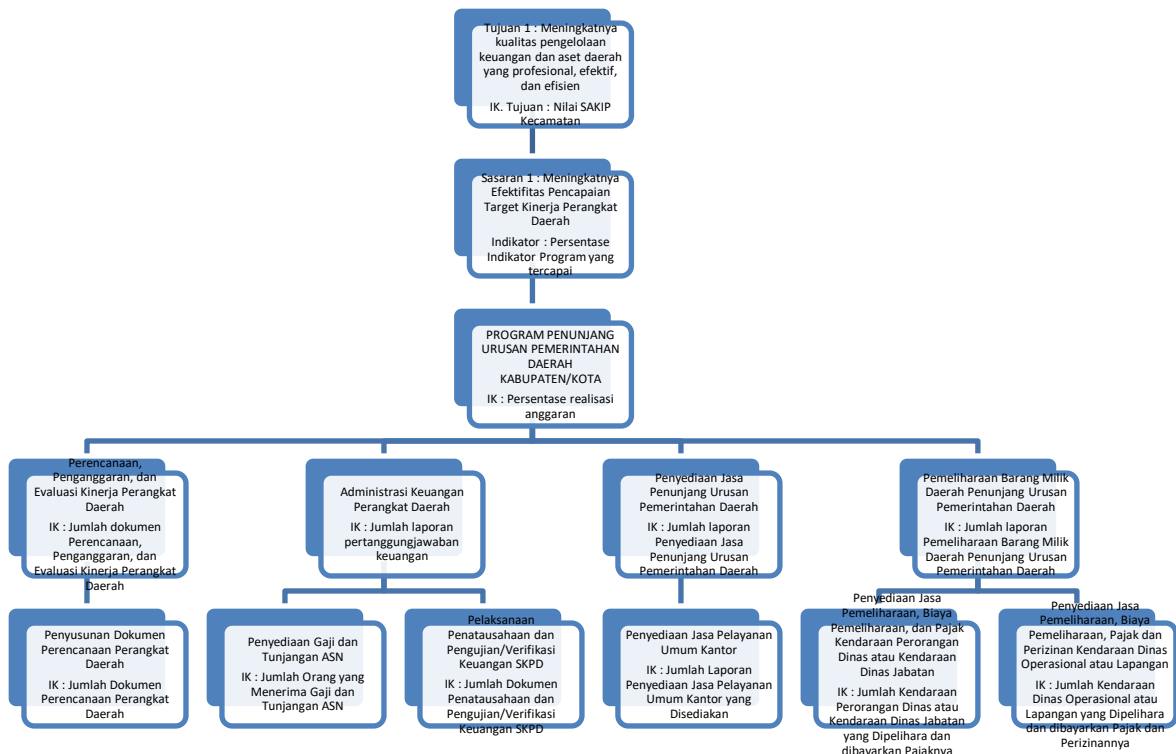 Tujuan 1 : Meningkatnya
kualitas pengelolaan
keuangan dan aset daerah
yang profesional, efektif,
dan efisien
IK. Tujuan : Nilai SAKIP
Kecamatan
Sasaran 1 : Meningkatnya
Efektifitas Pencapaian
Target Kinerja Perangkat
Daerah
Indikator : Persentase
Indikator Program yang
tercapai
PROGRAM PENUNJANG
URUSAN PEMERINTAHAN
DAERAH
KABUPATEN/KOTA
IK : Persentase realisasi
anggaran
Perencanaan,
Penganggaran, dan
Evaluasi Kinerja Perangkat
Daerah
IK : Jumlah dokumen
Perencanaan,
Penganggaran, dan
Evaluasi Kinerja Perangkat
Daerah
Administrasi Keuangan
Perangkat Daerah
IK : Jumlah laporan
pertanggungjawaban
keuangan
Penyediaan Jasa
Penunjang Urusan
Pemerintahan Daerah
IK : Jumlah laporan
Penyediaan Jasa
Penunjang Urusan
Pemerintahan Daerah
Pemeliharaan Barang Milik
Daerah Penunjang Urusan
Pemerintahan Daerah
IK : Jumlah laporan
Pemeliharaan Barang Milik
Daerah Penunjang Urusan
Pemerintahan Daerah
Penyusunan Dokumen
Perencanaan Perangkat
Daerah
IK : Jumlah Dokumen
Perencanaan Perangkat
Daerah
Penyediaan Gaji dan
Tunjangan ASN
IK : Jumlah Orang yang
Menerima Gaji dan
Tunjangan ASN
Pelaksanaan
Penatausahaan dan
Pengujian/Verifikasi
Keuangan SKPD
IK : Jumlah Dokumen
Penatausahaan dan
Pengujian/Verifikasi
Keuangan SKPD
Penyediaan Jasa Pelayanan
Umum Kantor
IK : Jumlah Laporan
Penyediaan Jasa Pelayanan
Umum Kantor yang
Disediakan
Penyediaan Jasa
Pemeliharaan, Biaya
Pemeliharaan, dan Pajak
Kendaraan Perorangan
Dinas atau Kendaraan
Dinas Jabatan
IK : Jumlah Kendaraan
Perorangan Dinas atau
Kendaraan Dinas Jabatan
yang Dipelihara dan
dibayarkan Pajaknya
Penyediaan Jasa
Pemeliharaan, Biaya
Pemeliharaan, Pajak dan
Perizinan Kendaraan Dinas
Operasional atau Lapangan
IK : Jumlah Kendaraan
Dinas Operasional atau
Lapangan yang Dipelihara
dan dibayarkan Pajak dan
Perizinannya